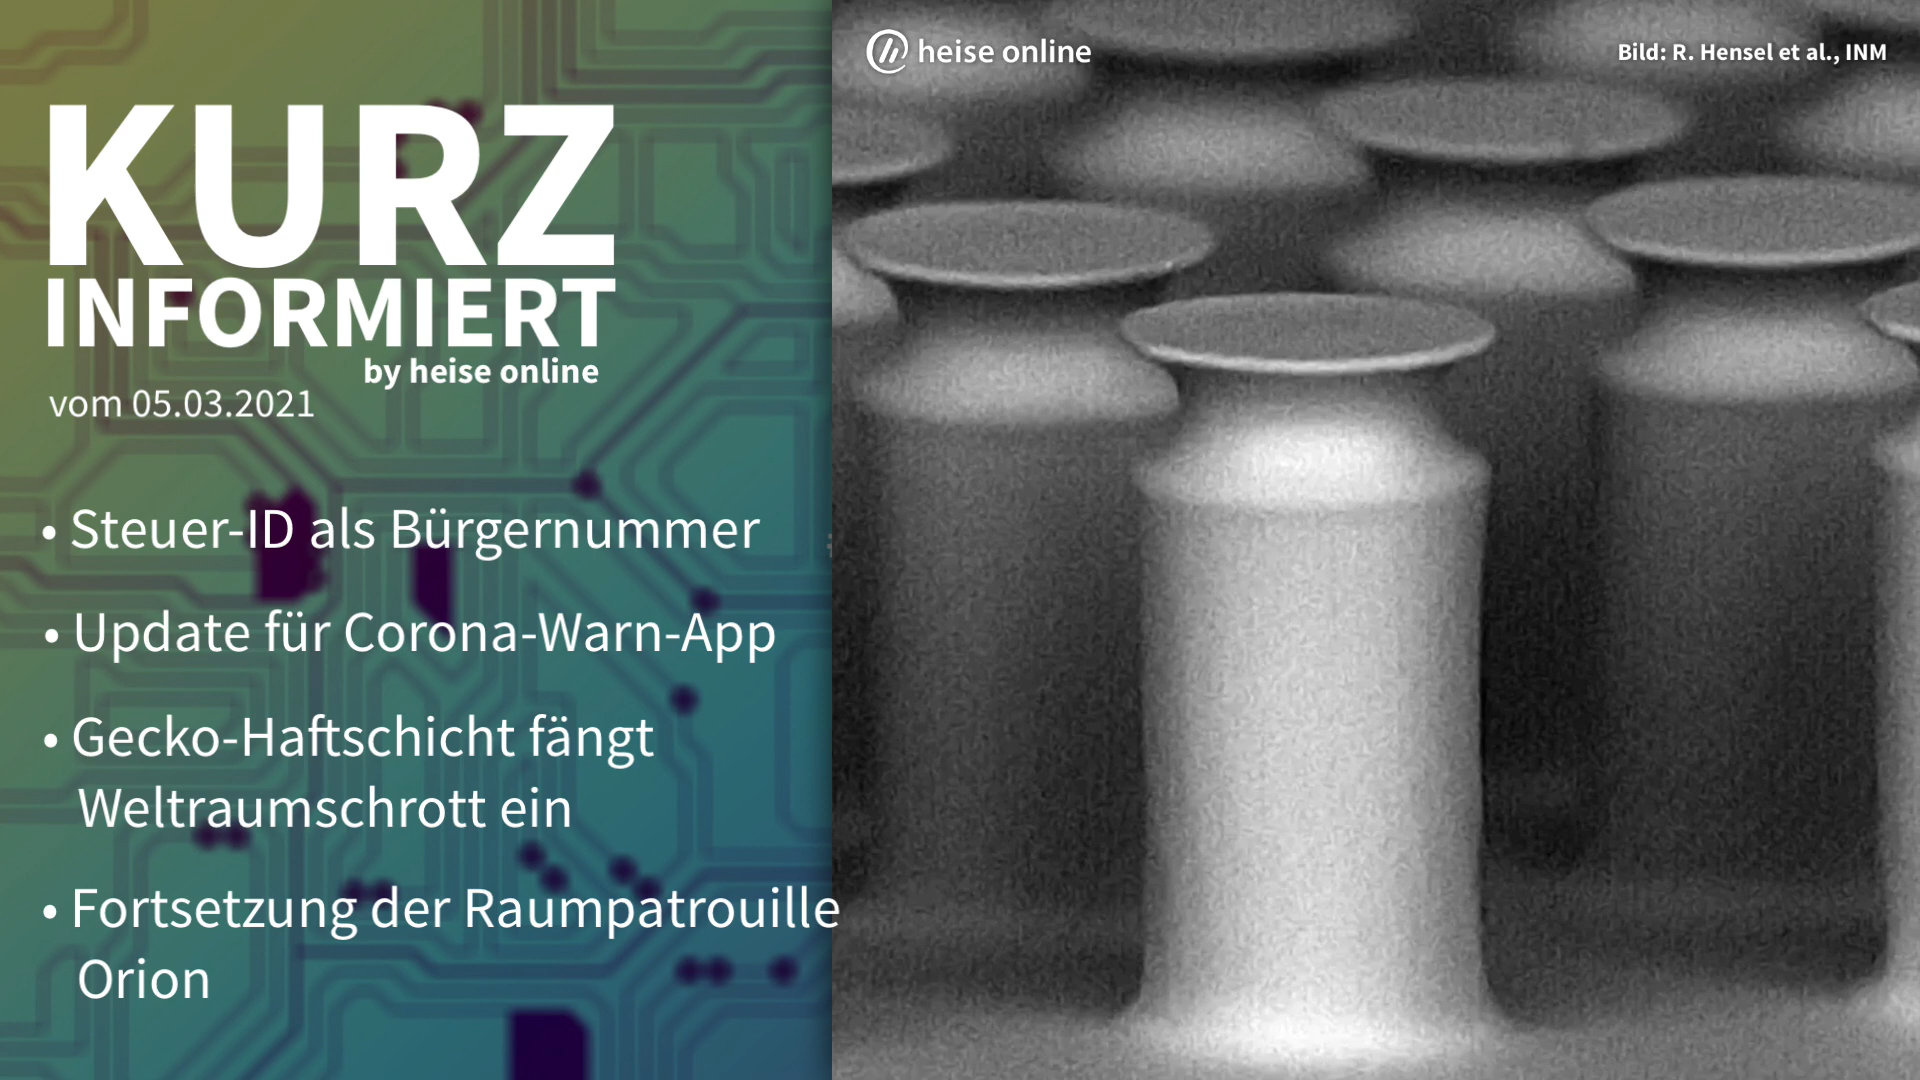 KURZ
INFORMIERT
by heise online
vom 05.03.2021
• Steuer-ID als Bürgernummer
• Update für Corona-Warn-App
• Gecko-Haftschicht fängt
Weltraumschrott ein
• Fortsetzung der Raumpatrouille
Orion
heise online
Bild: R. Hensel et al., INM